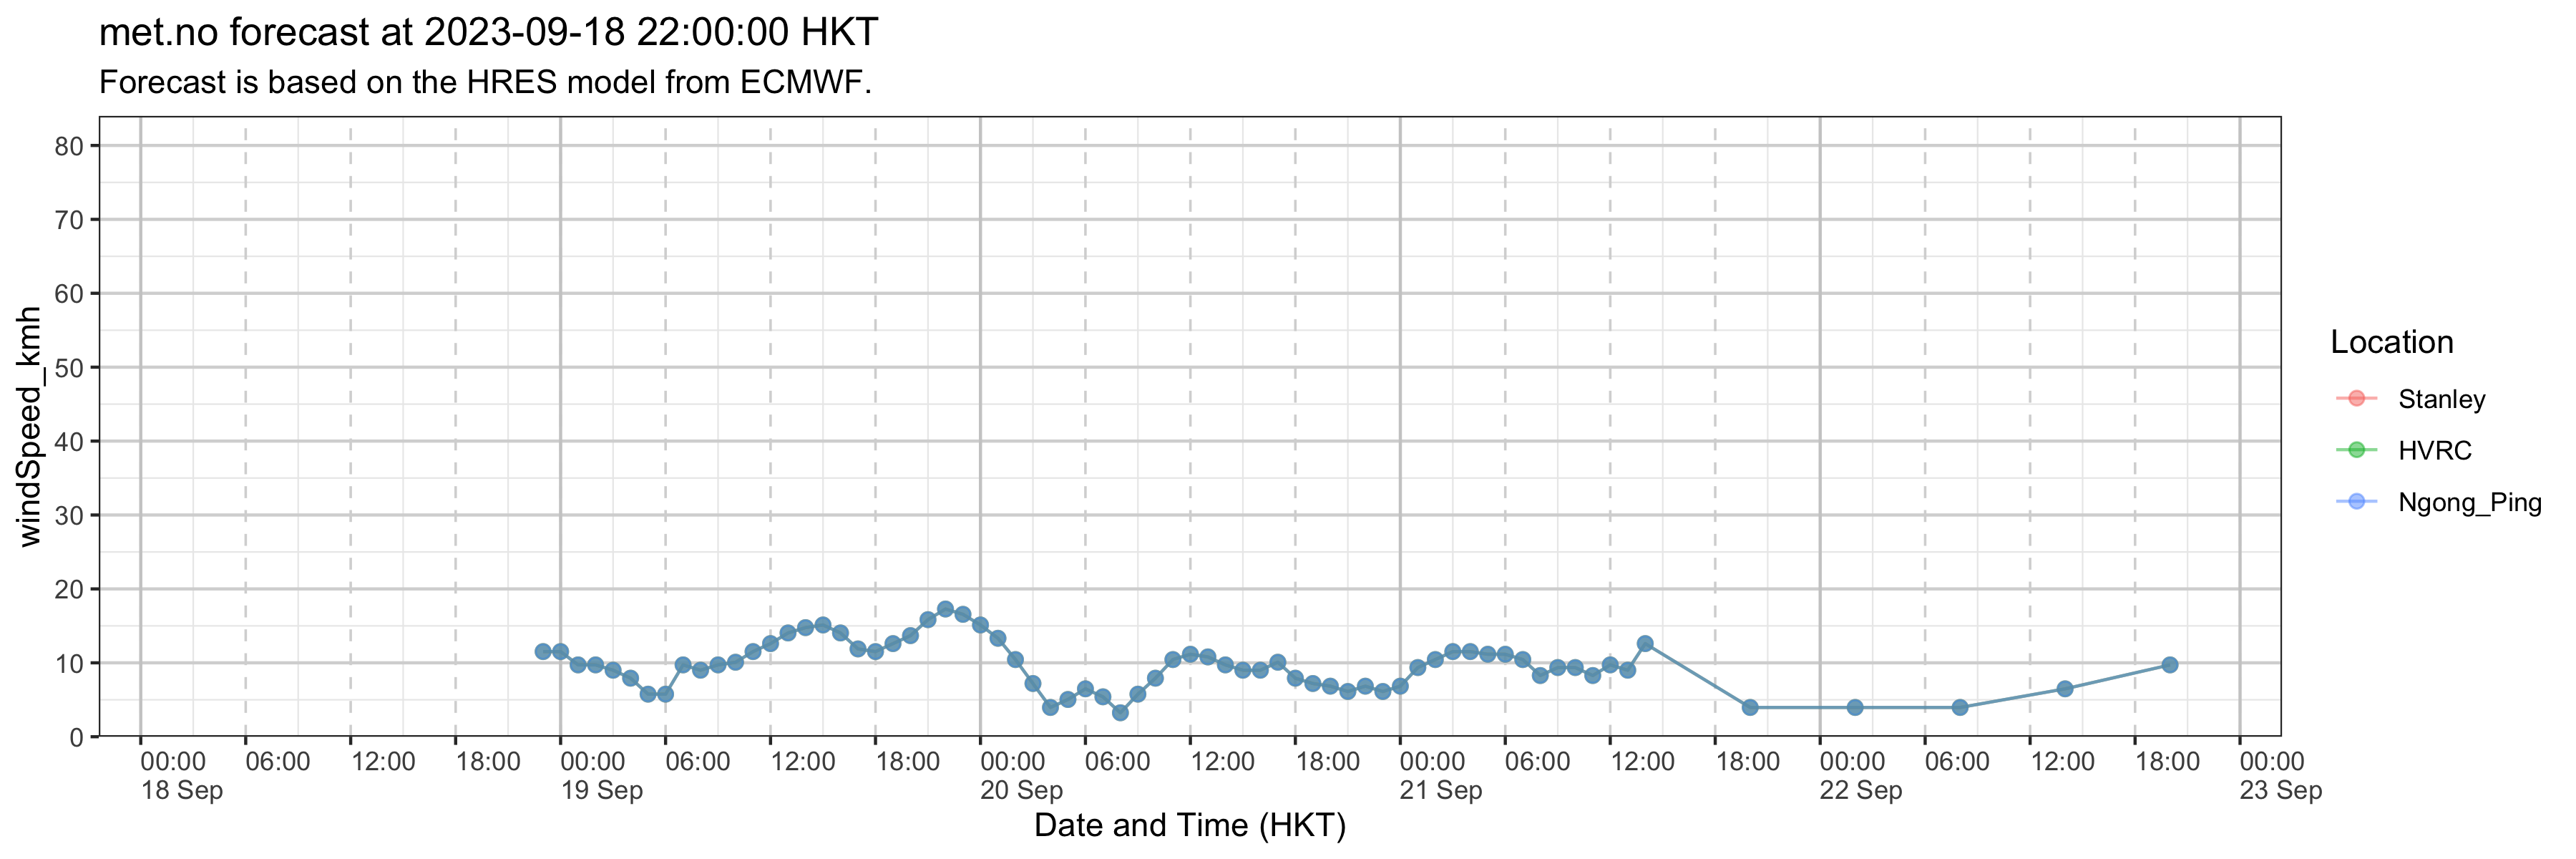 met.no forecast at 2023-09-18 22:00:00 HKT
Forecast is based on the HRES model from ECMWF.
windSpeed_kmh
80
70
60
50
40
30
20
10
0
00:00 06:00 12:00 18:00 00:00 06:00 12:00 18:00 00:00 06:00 12:00 18:00 00:00 06:00 12:00 18:00 00:00 06:00 12:00 18:00 00:00
18 Sep 19 Sep 20 Sep 21 Sep 22 Sep 23 Sep
Date and Time (HKT)
Location
Stanley
HVRC
Ngong_Ping